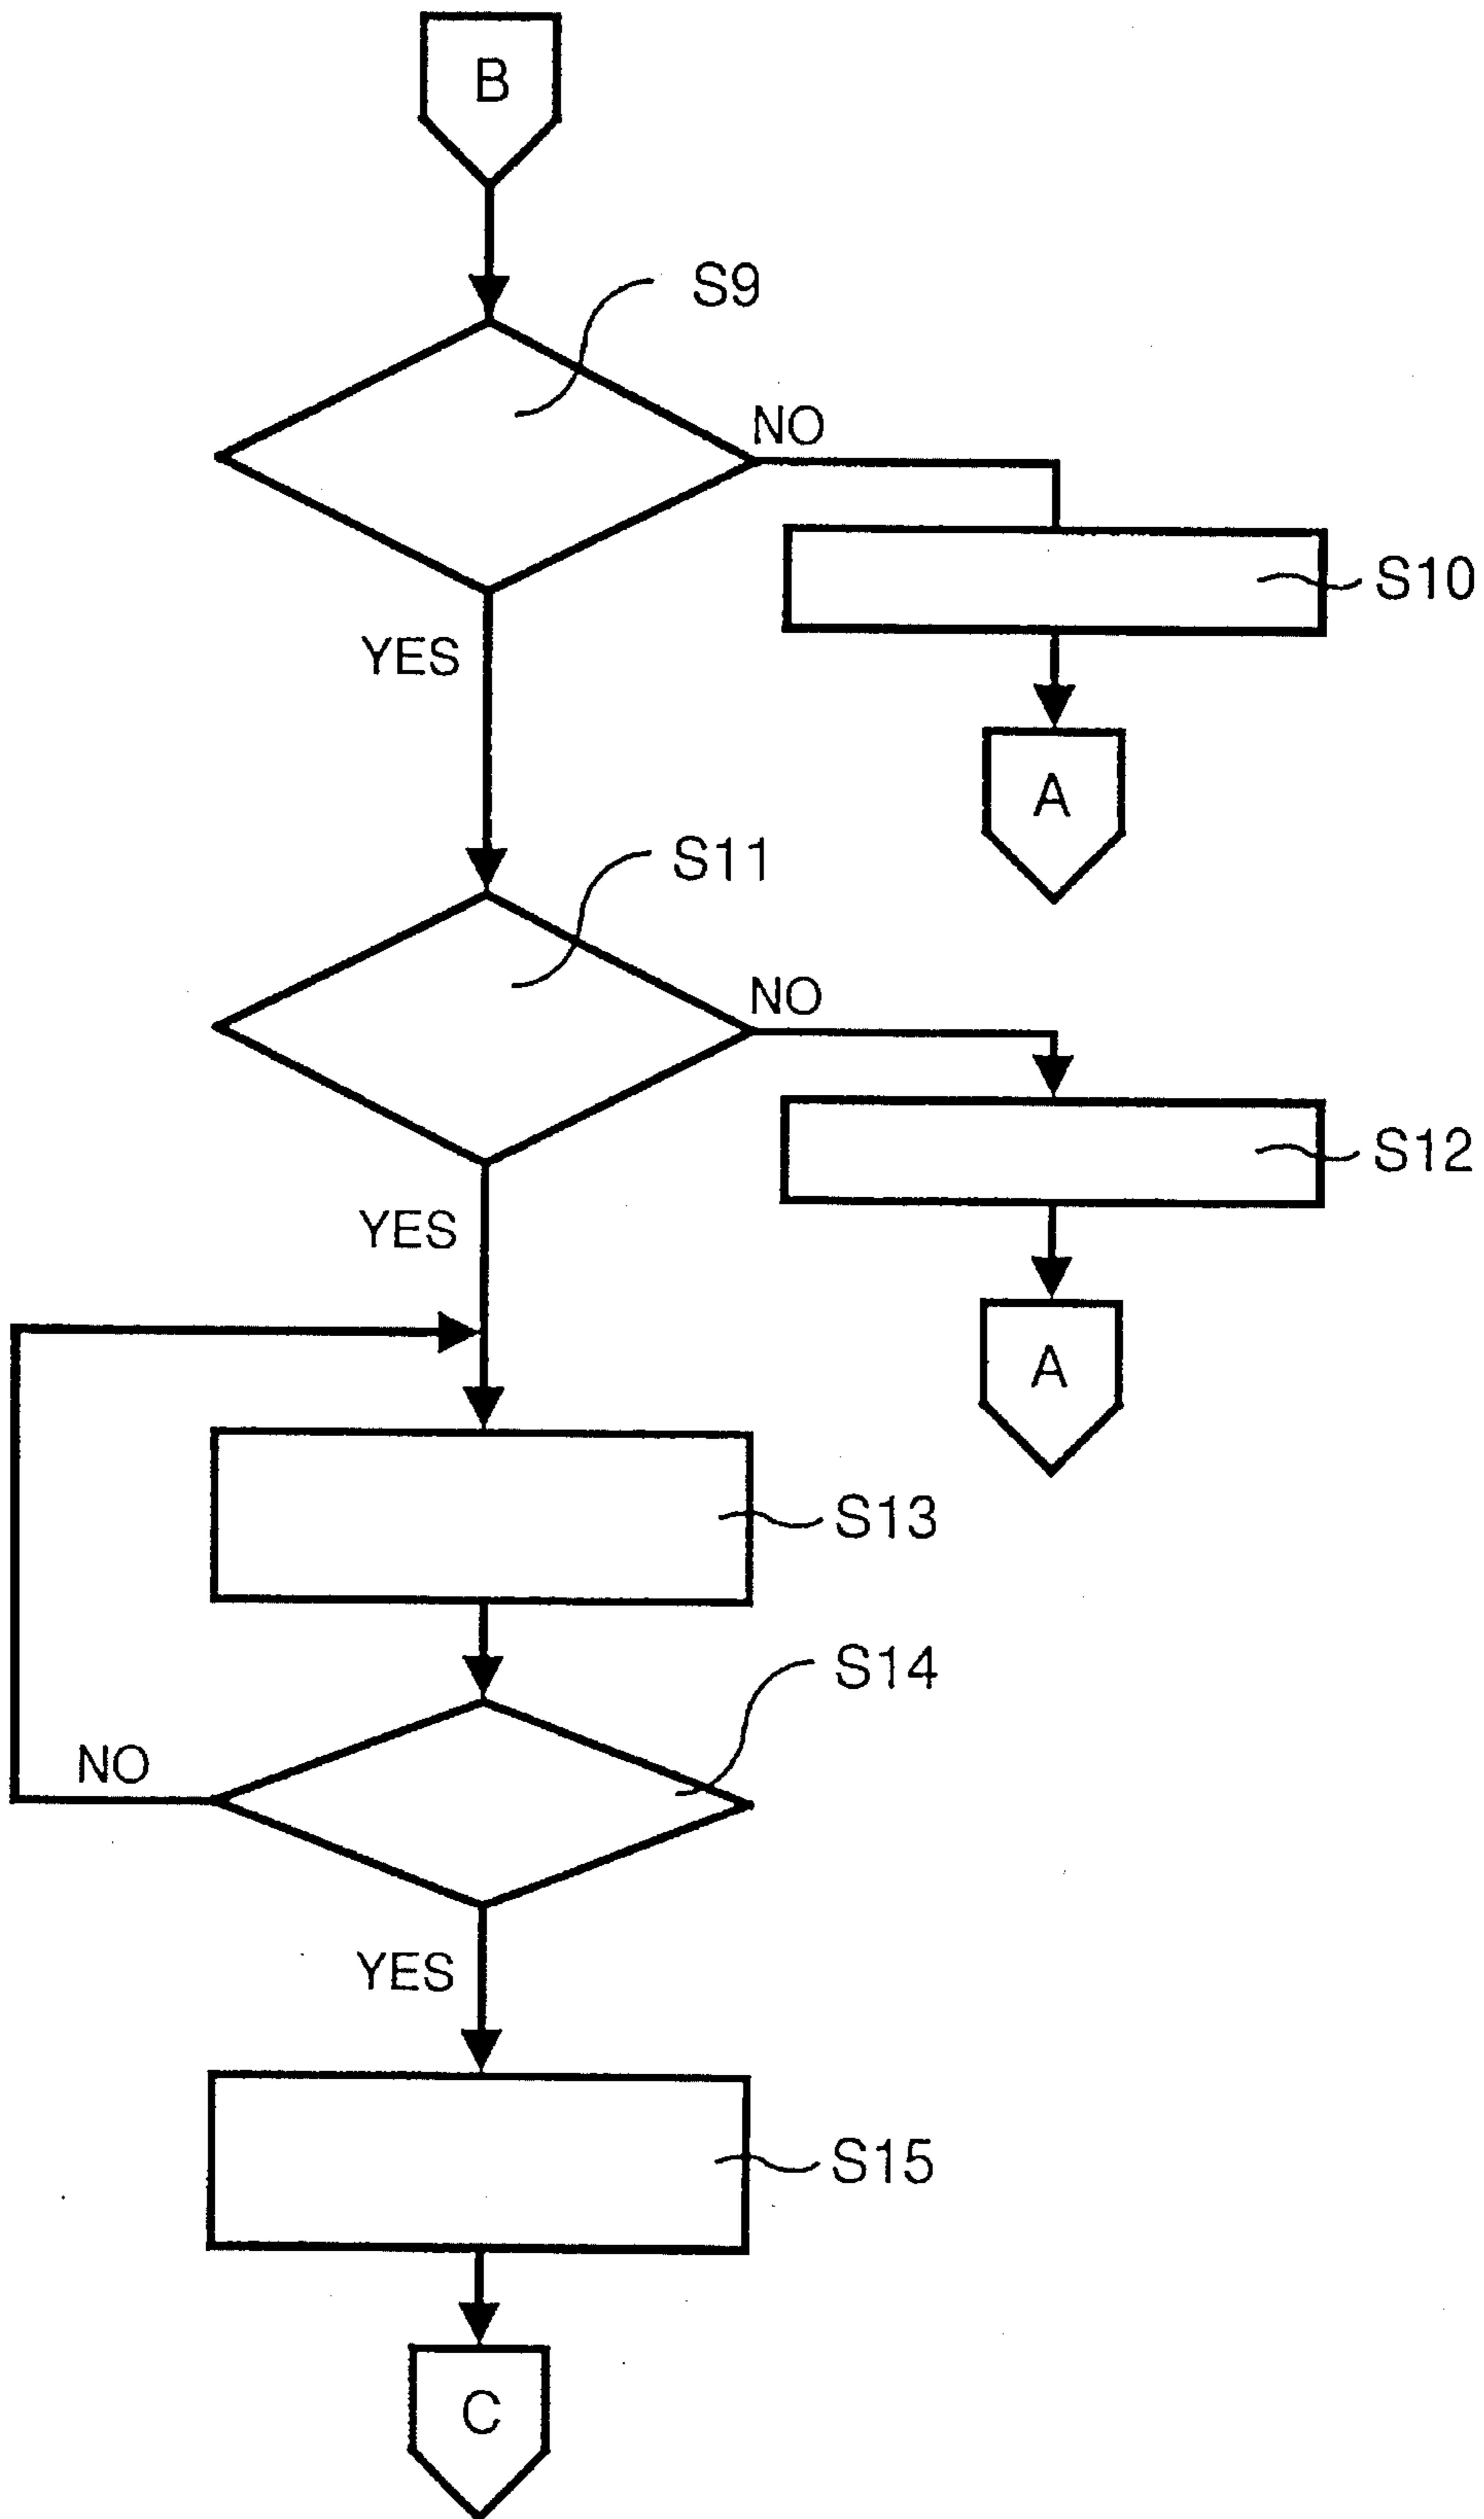 B
S9
NO
S10
YES
A
S11
NO
S12
YES
A
S13
S14
NO
YES
S15
C